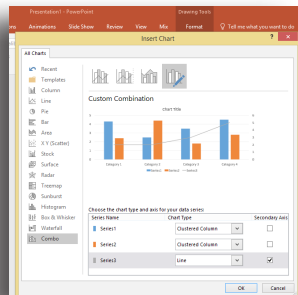 Presentation1 - PowerPoint
Drawing Tools
Animations Slide Show Review View Mix Format Tell me what you want to do
Insert Chart ? ×
All Charts
Recent
Templates
Column
Line
Pie
Bar
Area
X Y (Scatter)
Stock
Surface
Radar
Treemap
Sunburst
Histogram
Box & Whisker
Waterfall
Combo
Custom Combination
Chart Title
Category 1 Category 2 Category 3 Category 4
Series1 Series2 Series3
Choose the chart type and axis for your data series:
Series Name Chart Type Secondary Axis
Series1 Clustered Column
Series2 Clustered Column
Series3 Line
OK Cancel